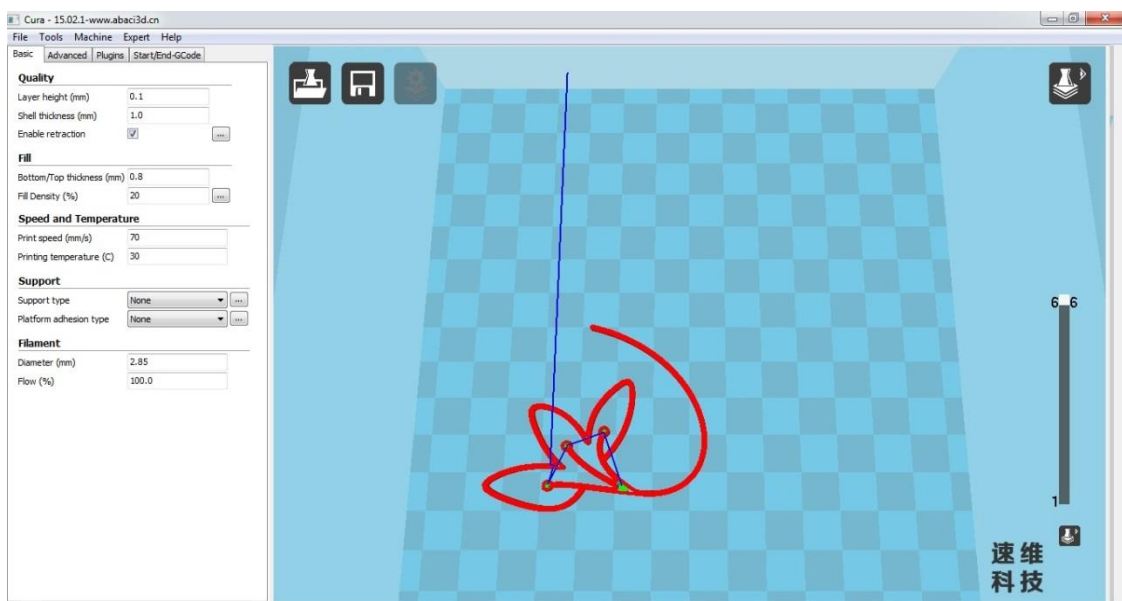 Cura - 15.02.1-www.abaci3d.cn
File Tools Machine Expert Help
Basic Advanced Plugins Start/End-GCode
Quality
Layer height (mm) 0.1
Shell thickness (mm) 1.0
Enable retraction ...
Fill
Bottom/Top thickness (mm) 0.8
Fill Density (%) 20 ...
Speed and Temperature
Print speed (mm/s) 70
Printing temperature (C) 30
Support
Support type None ...
Platform adhesion type None ...
Filament
Diameter (mm) 2.85
Flow (%) 100.0
6 6
1
速维
科技